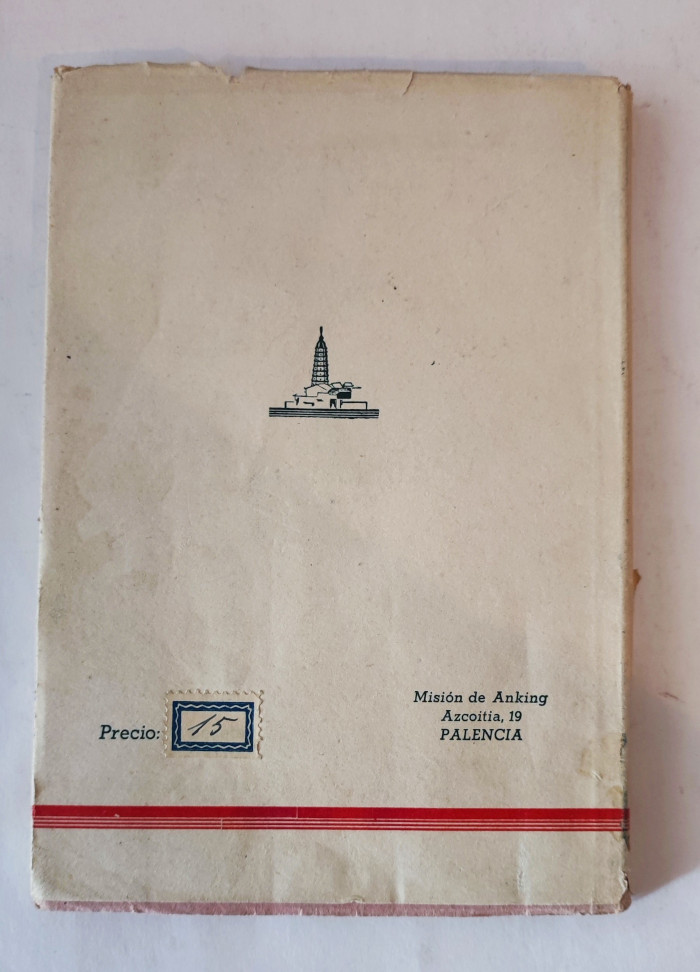 Misión de Anking
Azcoitia, 19
PALENCIA
Precio: 15